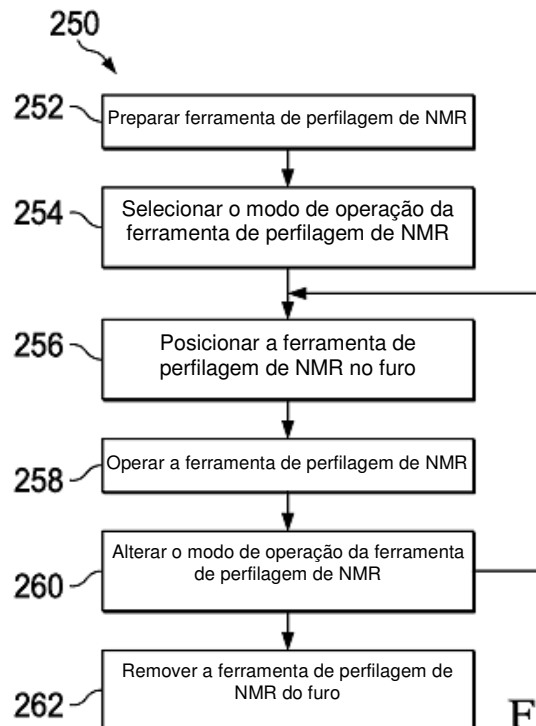 250
252
Preparar ferramenta de perfilagem de NMR
254
Selecionar o modo de operação da
ferramenta de perfilagem de NMR
256
Posicionar a ferramenta de
perfilagem de NMR no furo
258
Operar a ferramenta de perfilagem de NMR
260
Alterar o modo de operação da ferramenta
de perfilagem de NMR
262
Remover a ferramenta de perfilagem de
NMR do furo
F